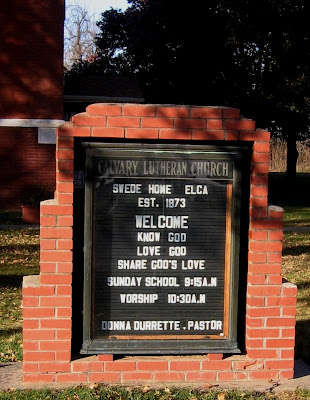 CALVARY LUTHERAN CHURCH
SWEDE HOME ELCA
EST. 1873
WELCOME
KNOW GOD
LOVE GOD
SHARE GOD'S LOVE
SUNDAY SCHOOL 9:15A.M
WORSHIP 10:30A.M
DONNA DURRETTE . PASTOR